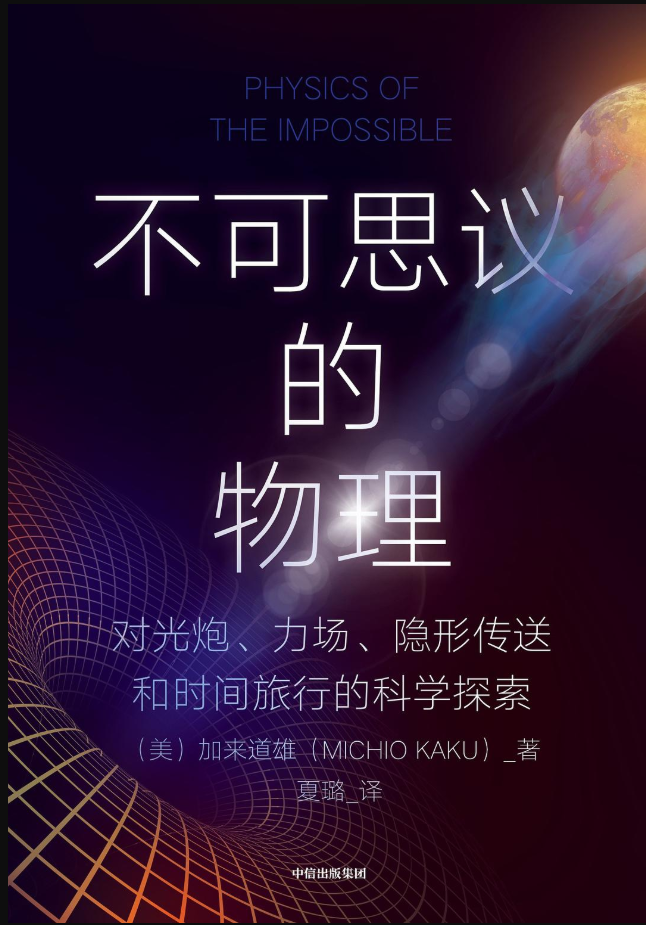 PHYSICS OF
THE IMPOSSIBLE
不可思议
的
物理
对光炮、力场、隐形传送
和时间旅行的科学探索
（美）加来道雄（MICHIO KAKU）_著
夏璐_译
中信出版集团